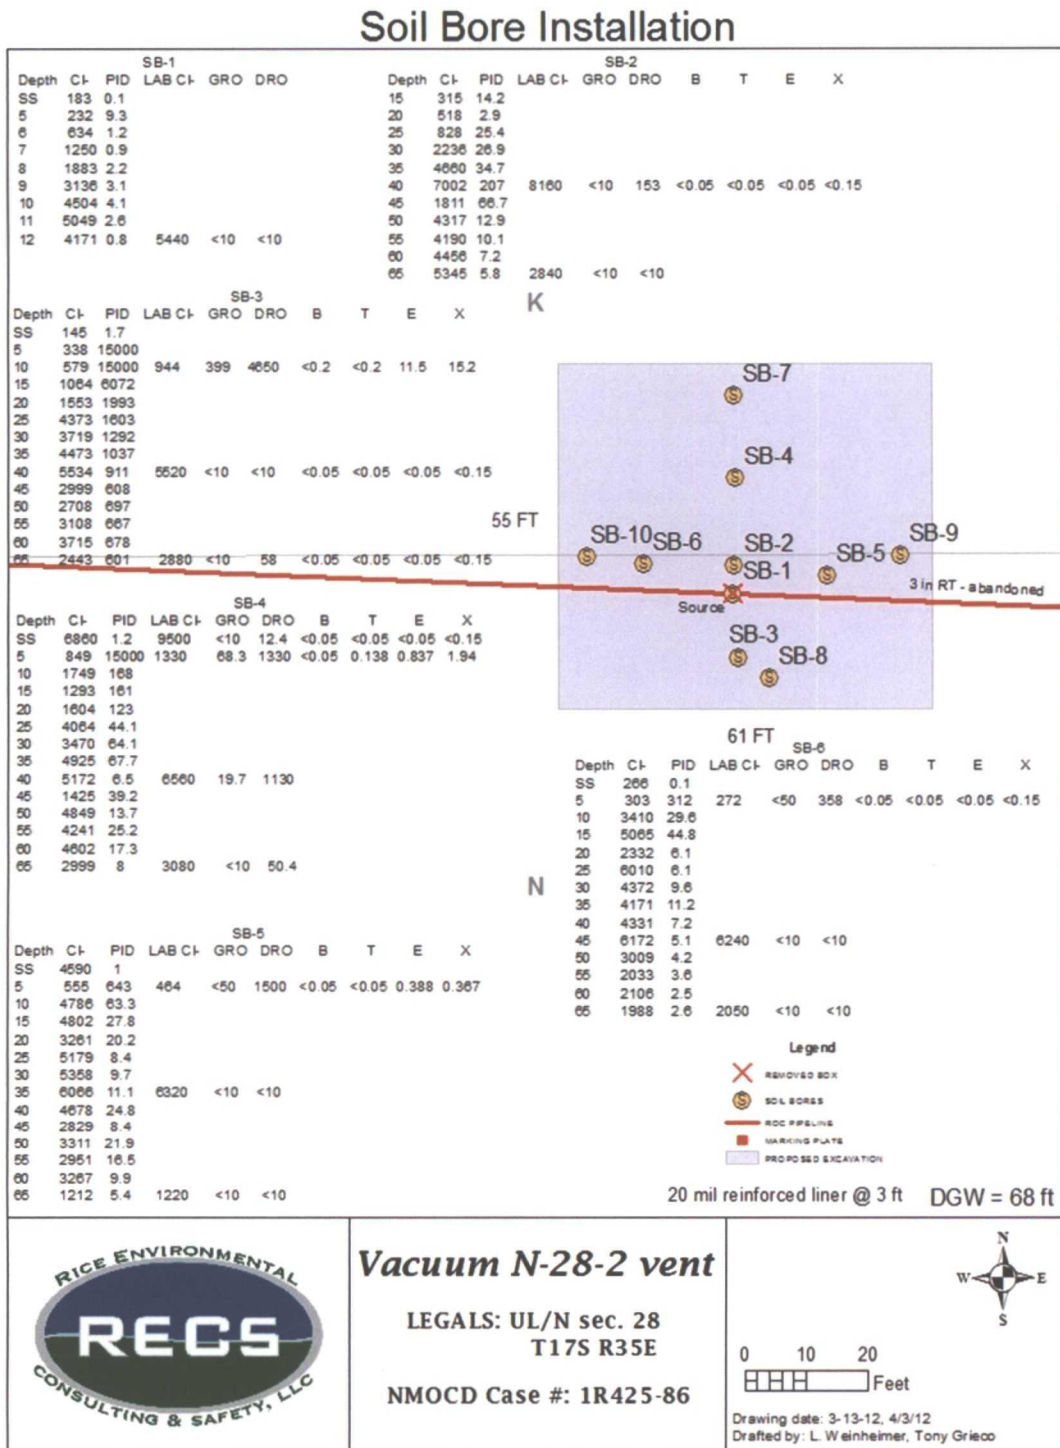 Soil Bore Installation
SB-1
Depth Cl- PID LAB Cl- GRO DRO
SS 183 0.1
5 232 9.3
6 634 1.2
7 1250 0.9
8 1883 2.2
9 3136 3.1
10 4504 4.1
11 5049 2.6
12 4171 0.8 5440 <10 <10
SB-2
Depth Cl- PID LAB Cl- GRO DRO B T E X
15 315 14.2
20 518 2.9
25 828 25.4
30 2236 26.9
35 4660 34.7
40 7002 207 8160 <10 153 <0.05 <0.05 <0.05 <0.15
45 1811 66.7
50 4317 12.9
55 4190 10.1
60 4456 7.2
65 5345 5.8 2840 <10 <10
SB-3
Depth Cl- PID LAB Cl- GRO DRO B T E X
SS 145 1.7
5 338 15000
10 579 15000 944 399 4650 <0.2 <0.2 11.5 15.2
15 1064 6072
20 1553 1993
25 4373 1603
30 3719 1292
35 4473 1037
40 5534 911 5520 <10 <10 <0.05 <0.05 <0.05 <0.15
45 2999 608
50 2708 697
55 3108 667
60 3715 678
65 2443 601 2880 <10 58 <0.05 <0.05 <0.05 <0.15
K
SB-7
SB-4
55 FT
SB-10 SB-6 SB-2 SB-5 SB-9
SB-1
3 in RT - abandoned
Source
SB-3
SB-8
61 FT
SB-4
Depth Cl- PID LAB Cl- GRO DRO B T E X
SS 6860 1.2 9500 <10 12.4 <0.05 <0.05 <0.05 <0.15
5 849 15000 1330 68.3 1330 <0.05 0.138 0.837 1.94
10 1749 168
15 1293 161
20 1604 123
25 4064 44.1
30 3470 64.1
35 4925 67.7
40 5172 6.5 6560 19.7 1130
45 1425 39.2
50 4849 13.7
55 4241 25.2
60 4602 17.3
65 2999 8 3080 <10 50.4
N
SB-6
Depth Cl- PID LAB Cl- GRO DRO B T E X
SS 266 0.1
5 303 312 272 <50 358 <0.05 <0.05 <0.05 <0.15
10 3410 29.6
15 5065 44.8
20 2332 6.1
25 6010 6.1
30 4372 9.6
35 4171 11.2
40 4331 7.2
45 6172 5.1 6240 <10 <10
50 3009 4.2
55 2033 3.6
60 2106 2.5
65 1988 2.6 2050 <10 <10
SB-5
Depth Cl- PID LAB Cl- GRO DRO B T E X
SS 4590 1
5 555 643 464 <50 1500 <0.05 <0.05 0.388 0.367
10 4786 63.3
15 4802 27.8
20 3261 20.2
25 5179 8.4
30 5358 9.7
35 6066 11.1 6320 <10 <10
40 4678 24.8
45 2829 8.4
50 3311 21.9
55 2951 16.5
60 3267 9.9
65 1212 5.4 1220 <10 <10
Legend
REMOVED BOX
S SOIL BORES
ROC PIPELINE
MARKING PLATE
PROPOSED EXCAVATION
20 mil reinforced liner @ 3 ft DGW = 68 ft
RICE ENVIRONMENTAL
RECS
CONSULTING & SAFETY, LLC
Vacuum N-28-2 vent
LEGALS: UL/N sec. 28
T17S R35E
NMOCD Case #: 1R425-86
N
W E
S
0 10 20
Feet
Drawing date: 3-13-12, 4/3/12
Drafted by: L. Weinheimer, Tony Grieco